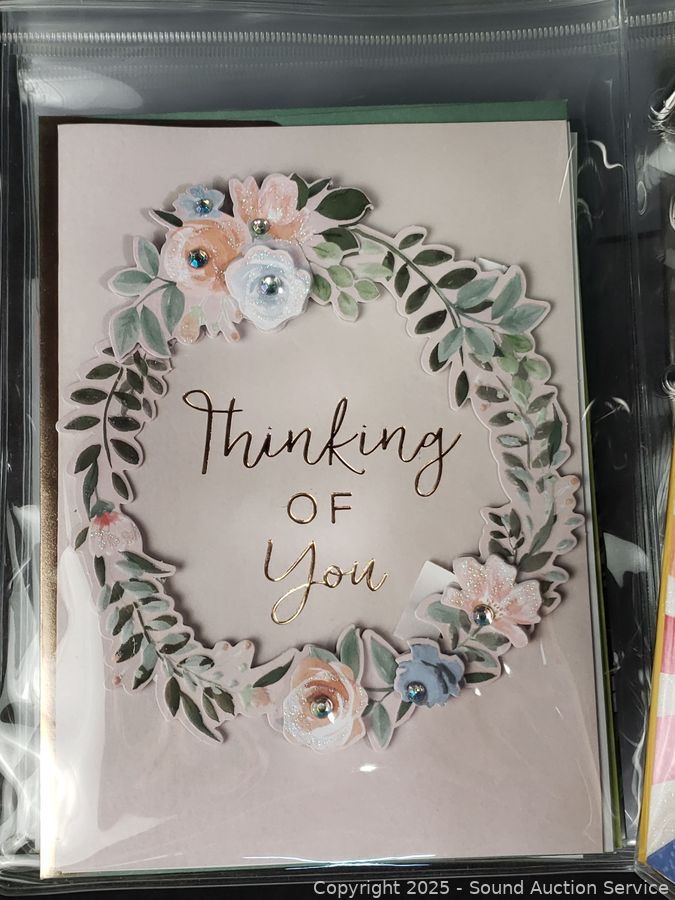 Thinking
OF
You
Copyright 2025 - Sound Auction Service